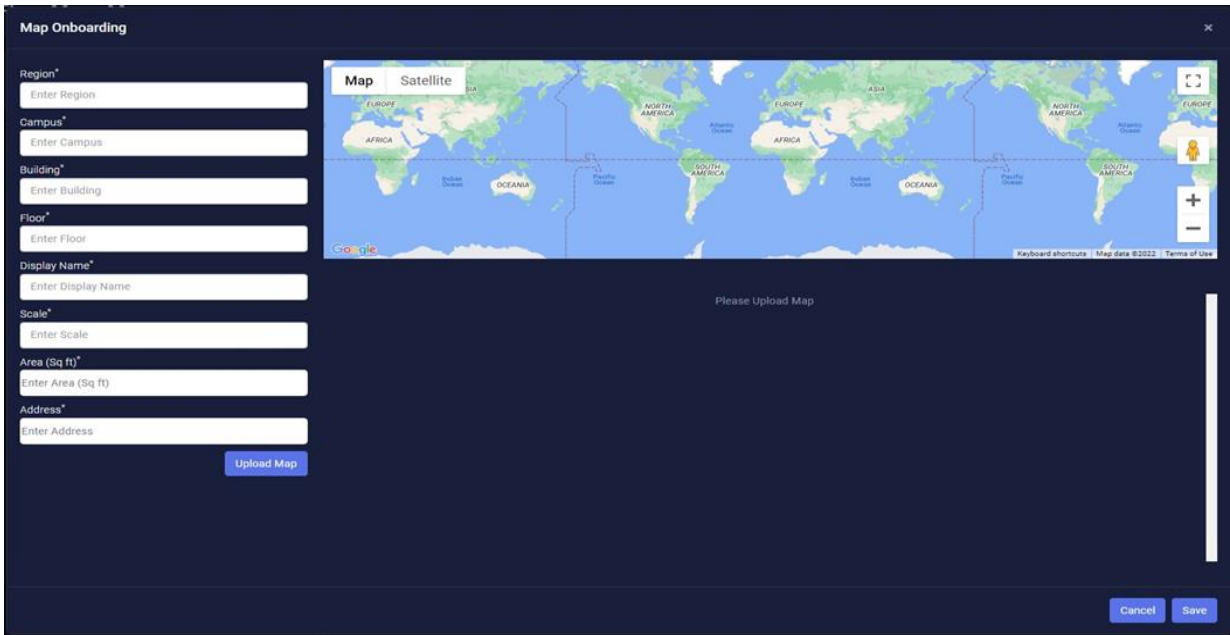 Map Onboarding
×
Region*
Enter Region
Campus*
Enter Campus
Building*
Enter Building
Floor*
Enter Floor
Display Name*
Enter Display Name
Scale*
Enter Scale
Area (Sq ft)*
Enter Area (Sq ft)
Address*
Enter Address
Upload Map
Map Satellite
ASIA
EUROPE
NORTH
AMERICA
Atlantic
Ocean
EUROPE
AFRICA
AFRICA
SOUTH
AMERICA
SOUTH
AMERICA
Indian
Ocean
OCEANIA
Pacific
Ocean
Indian
Ocean
OCEANIA
Pacific
Ocean
NORTH
AMERICA
Atlantic
Ocean
EUROPE
Google
Keyboard shortcuts Map data ©2022 Terms of Use
Please Upload Map
Cancel Save